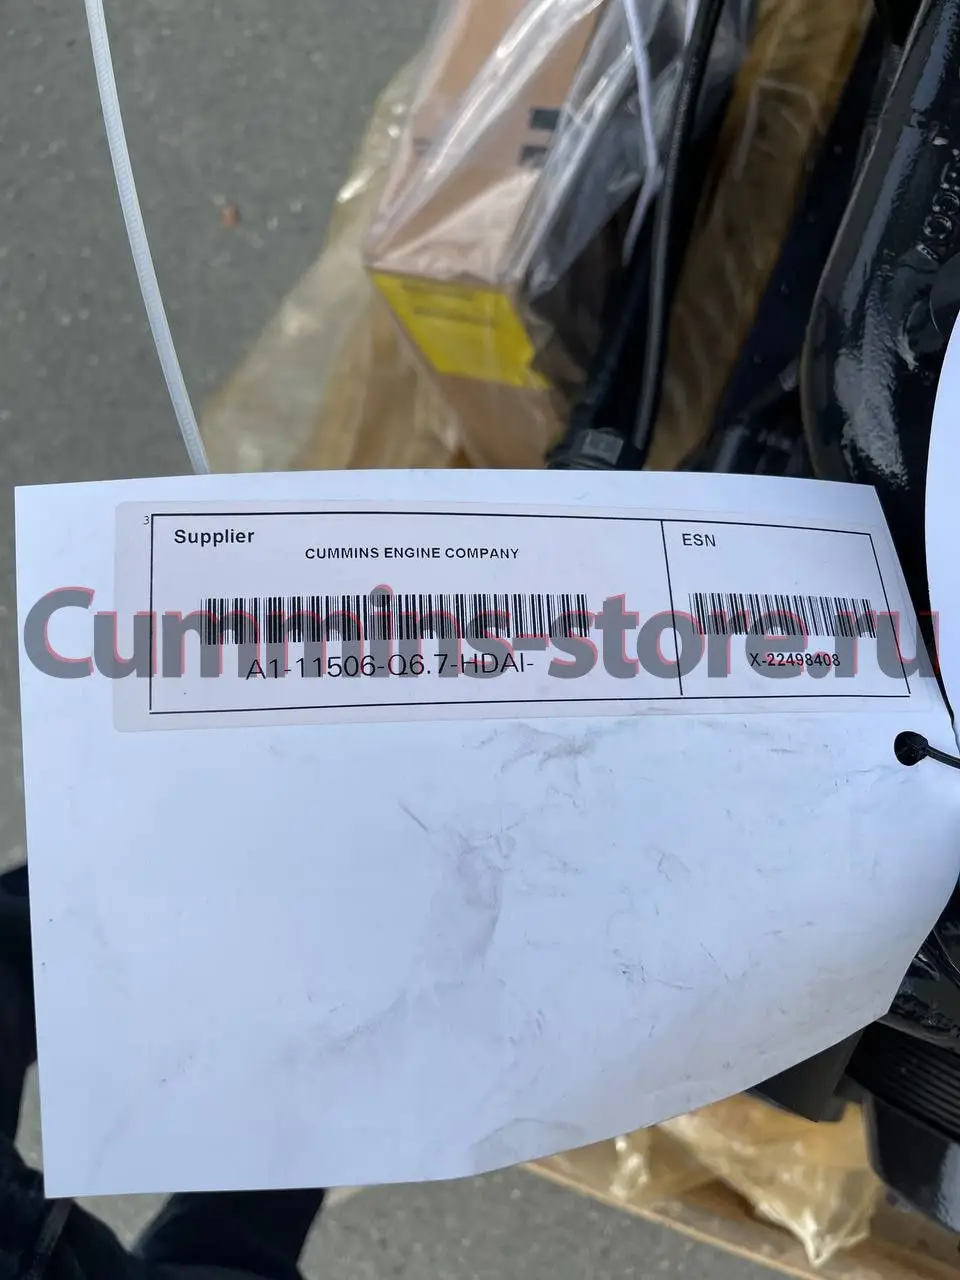 3
Supplier
CUMMINS ENGINE COMPANY
A1-11506-Q6.7-HDAI-
ESN
X-22498408
Cummins-store.ru